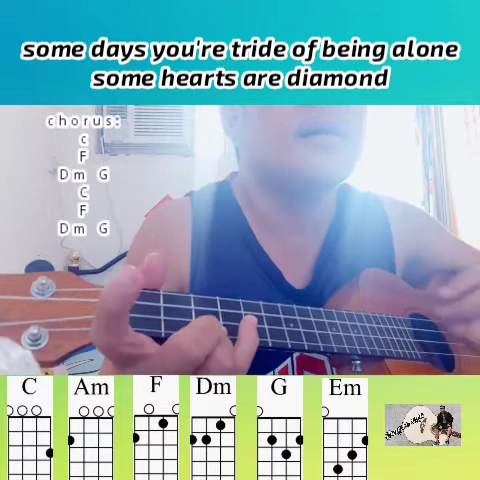 some days you're tride of being alone
some hearts are diamond
chorus:
c
F
Dm G
C
F
Dm G
C Am F Dm G Em